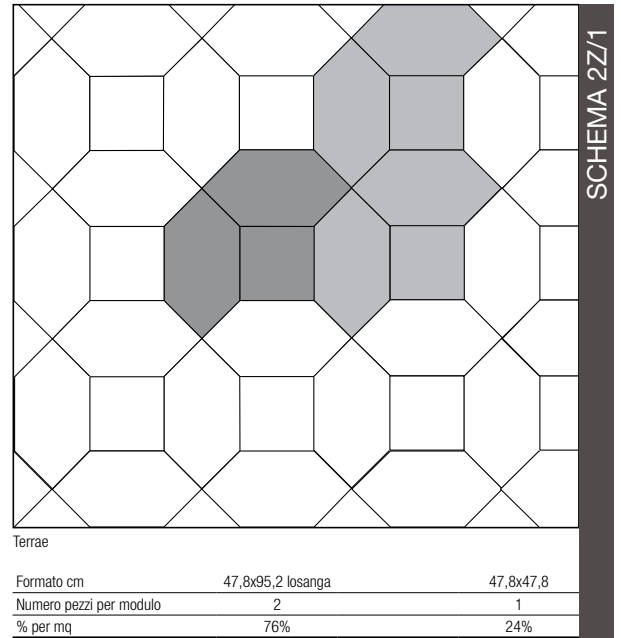 SCHEMA 2Z/1
Terrae
Formato cm 47,8x95,2 losanga 47,8x47,8
Numero pezzi per modulo 2 1
% per mq 76% 24%